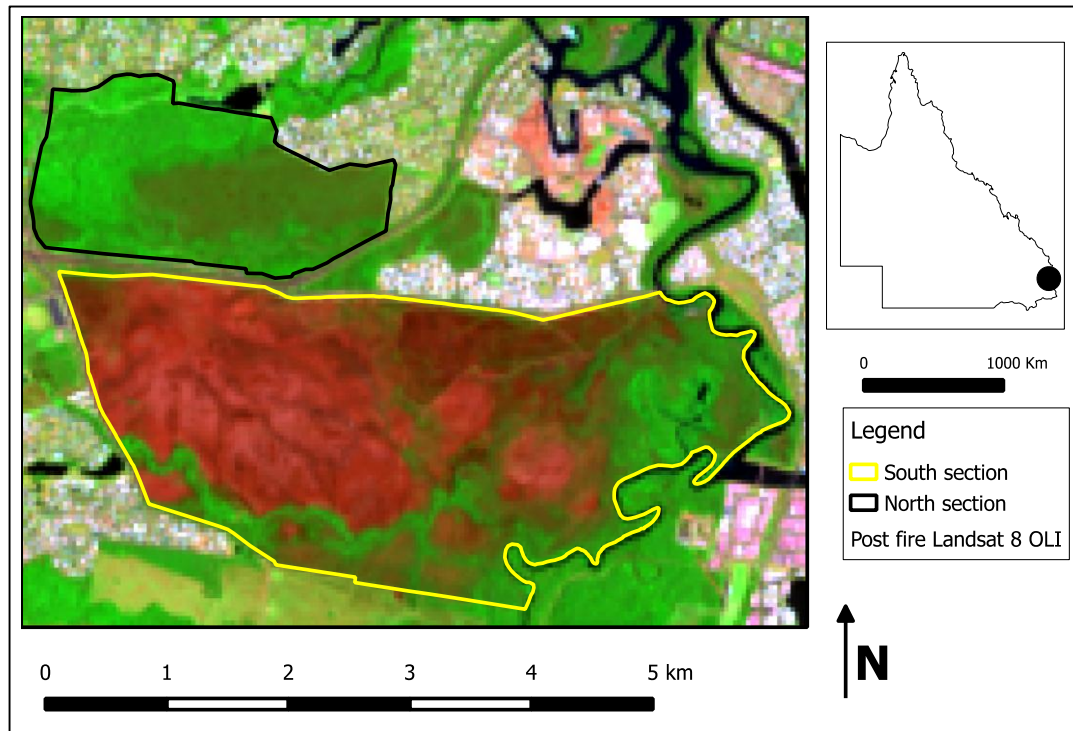 0 1000 Km
Legend
South section
North section
Post fire Landsat 8 OLI
N
0 1 2 3 4 5 km